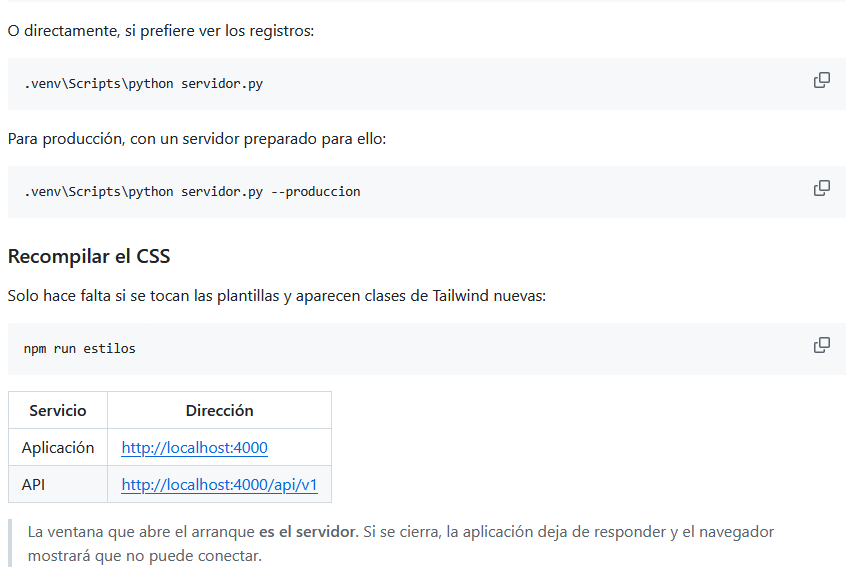 O directamente, si prefiere ver los registros:
.venv\Scripts\python servidor.py
Para producción, con un servidor preparado para ello:
.venv\Scripts\python servidor.py --produccion
Recompilar el CSS
Solo hace falta si se tocan las plantillas y aparecen clases de Tailwind nuevas:
npm run estilos
Servicio Dirección
Aplicación http://localhost:4000
API http://localhost:4000/api/v1
La ventana que abre el arranque es el servidor. Si se cierra, la aplicación deja de responder y el navegador
mostrará que no puede conectar.